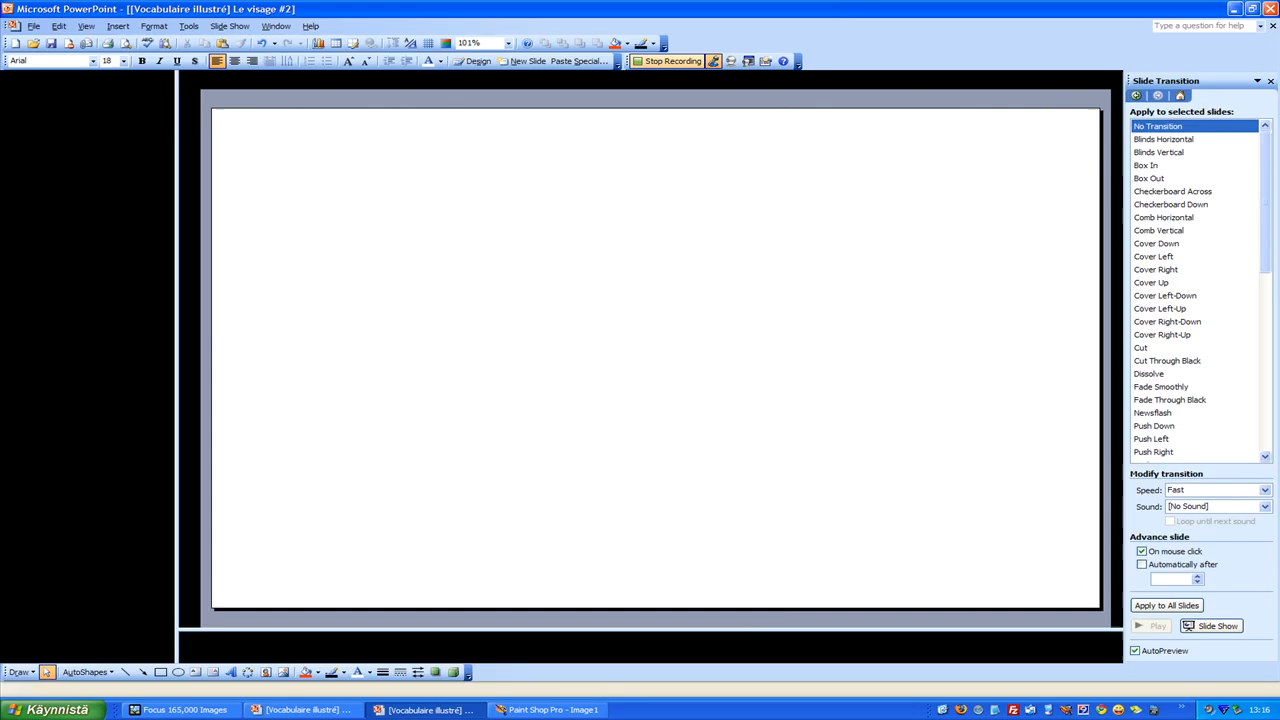 Microsoft PowerPoint - [[Vocabulaire illustré] Le visage #2]
File Edit View Insert Format Tools Slide Show Window Help
Type a question for help
101%
Arial 18 B I U S A Design New Slide Paste Special... Stop Recording
Slide Transition
Apply to selected slides:
No Transition
Blinds Horizontal
Blinds Vertical
Box In
Box Out
Checkerboard Across
Checkerboard Down
Comb Horizontal
Comb Vertical
Cover Down
Cover Left
Cover Right
Cover Up
Cover Left-Down
Cover Left-Up
Cover Right-Down
Cover Right-Up
Cut
Cut Through Black
Dissolve
Fade Smoothly
Fade Through Black
Newsflash
Push Down
Push Left
Push Right
Modify transition
Speed: Fast
Sound: [No Sound]
Loop until next sound
Advance slide
On mouse click
Automatically after
Apply to All Slides
Play Slide Show
AutoPreview
Draw AutoShapes
Käynnistä Focus 165,000 Images [Vocabulaire illustré] ... [Vocabulaire illustré] ... Paint Shop Pro - Image1 13:16